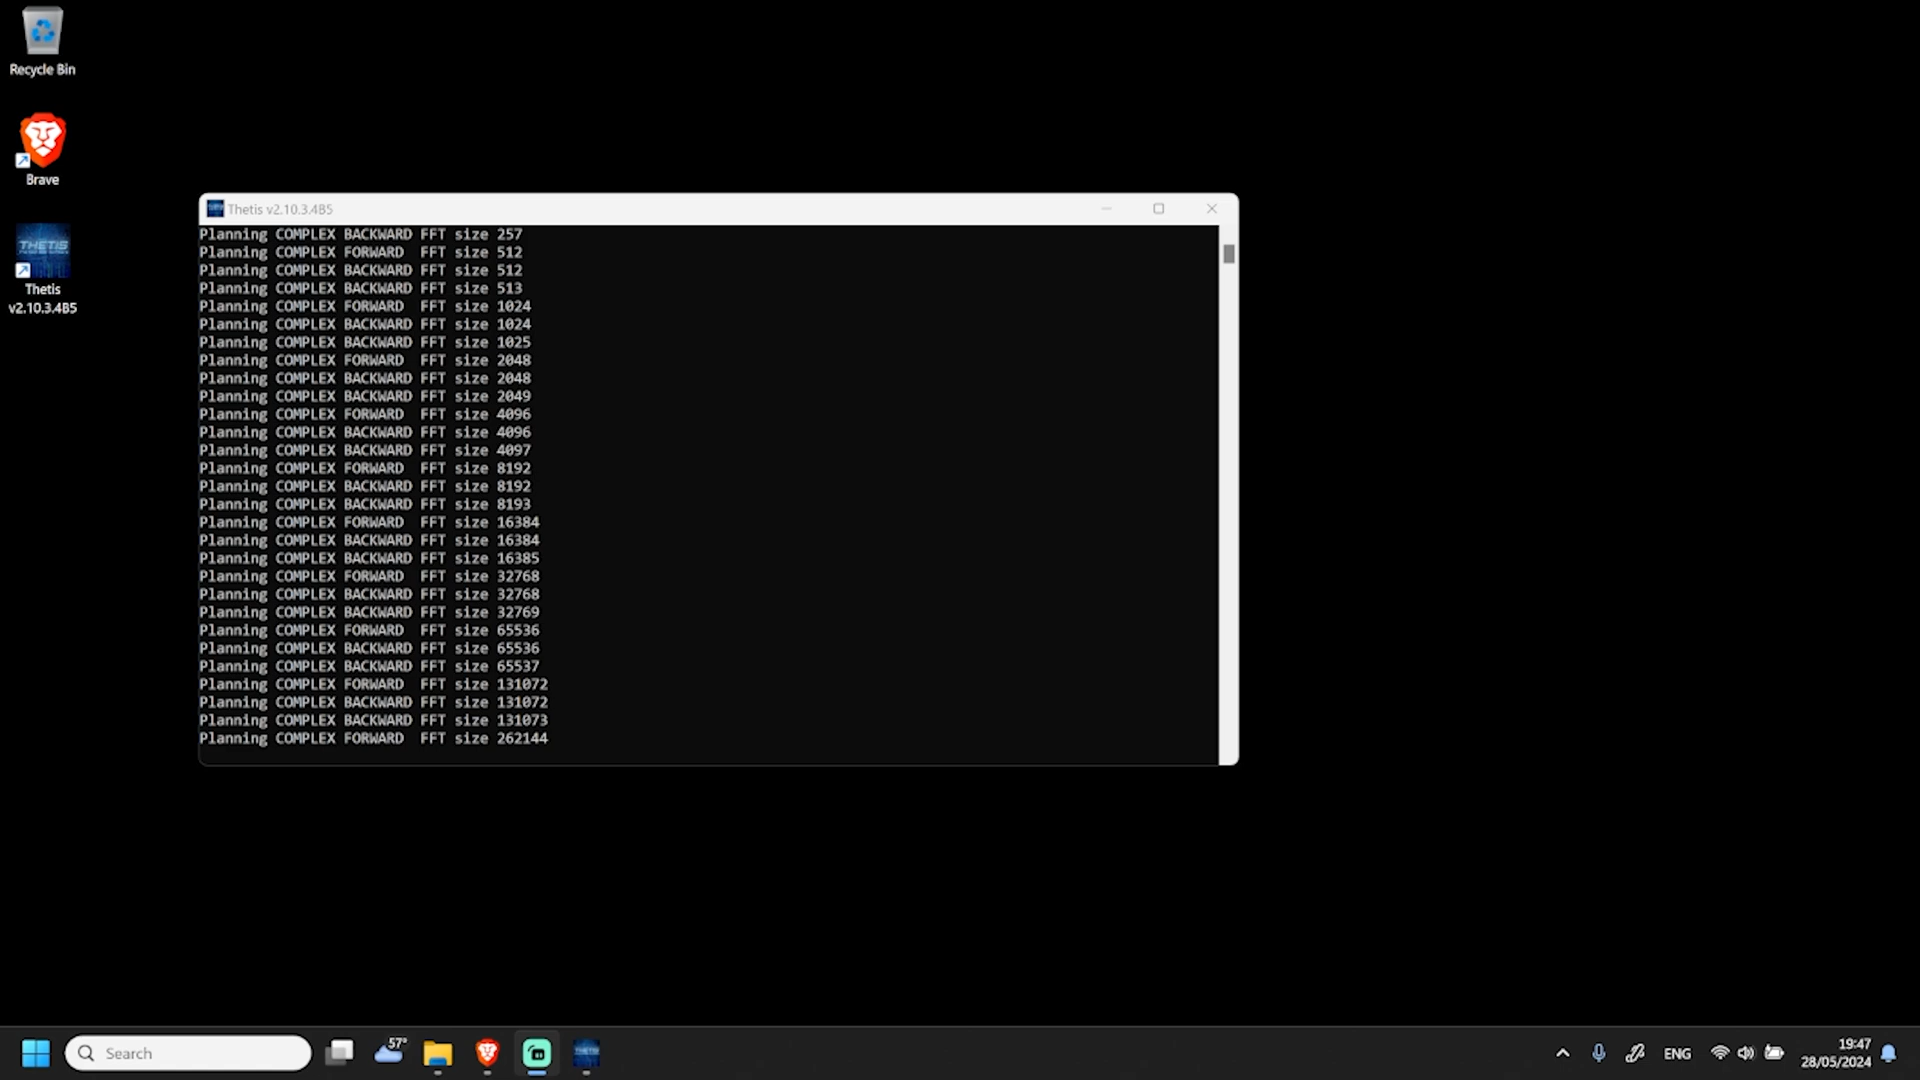 Recycle Bin
Brave
THETIS
Thetis
v2.10.3.4B5
Thetis v2.10.3.4B5
Planning COMPLEX BACKWARD FFT size 257
Planning COMPLEX FORWARD  FFT size 512
Planning COMPLEX BACKWARD FFT size 512
Planning COMPLEX BACKWARD FFT size 513
Planning COMPLEX FORWARD  FFT size 1024
Planning COMPLEX BACKWARD FFT size 1024
Planning COMPLEX BACKWARD FFT size 1025
Planning COMPLEX FORWARD  FFT size 2048
Planning COMPLEX BACKWARD FFT size 2048
Planning COMPLEX BACKWARD FFT size 2049
Planning COMPLEX FORWARD  FFT size 4096
Planning COMPLEX BACKWARD FFT size 4096
Planning COMPLEX BACKWARD FFT size 4097
Planning COMPLEX FORWARD  FFT size 8192
Planning COMPLEX BACKWARD FFT size 8192
Planning COMPLEX BACKWARD FFT size 8193
Planning COMPLEX FORWARD  FFT size 16384
Planning COMPLEX BACKWARD FFT size 16384
Planning COMPLEX BACKWARD FFT size 16385
Planning COMPLEX FORWARD  FFT size 32768
Planning COMPLEX BACKWARD FFT size 32768
Planning COMPLEX BACKWARD FFT size 32769
Planning COMPLEX FORWARD  FFT size 65536
Planning COMPLEX BACKWARD FFT size 65536
Planning COMPLEX BACKWARD FFT size 65537
Planning COMPLEX FORWARD  FFT size 131072
Planning COMPLEX BACKWARD FFT size 131072
Planning COMPLEX BACKWARD FFT size 131073
Planning COMPLEX FORWARD  FFT size 262144
Search
57°
THETIS
ENG
19:47
28/05/2024